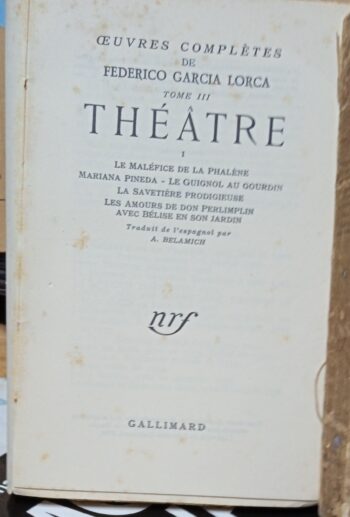 ŒUVRES COMPLÈTES
DE
FEDERICO GARCIA LORCA
TOME III
THÉÂTRE
I
LE MALÉFICE DE LA PHALÈNE
MARIANA PINEDA - LE GUIGNOL AU GOURDIN
LA SAVETIÈRE PRODIGIEUSE
LES AMOURS DE DON PERLIMPLIN
AVEC BÉLISE EN SON JARDIN
Traduit de l'espagnol par
A. BELAMICH
nrf
GALLIMARD